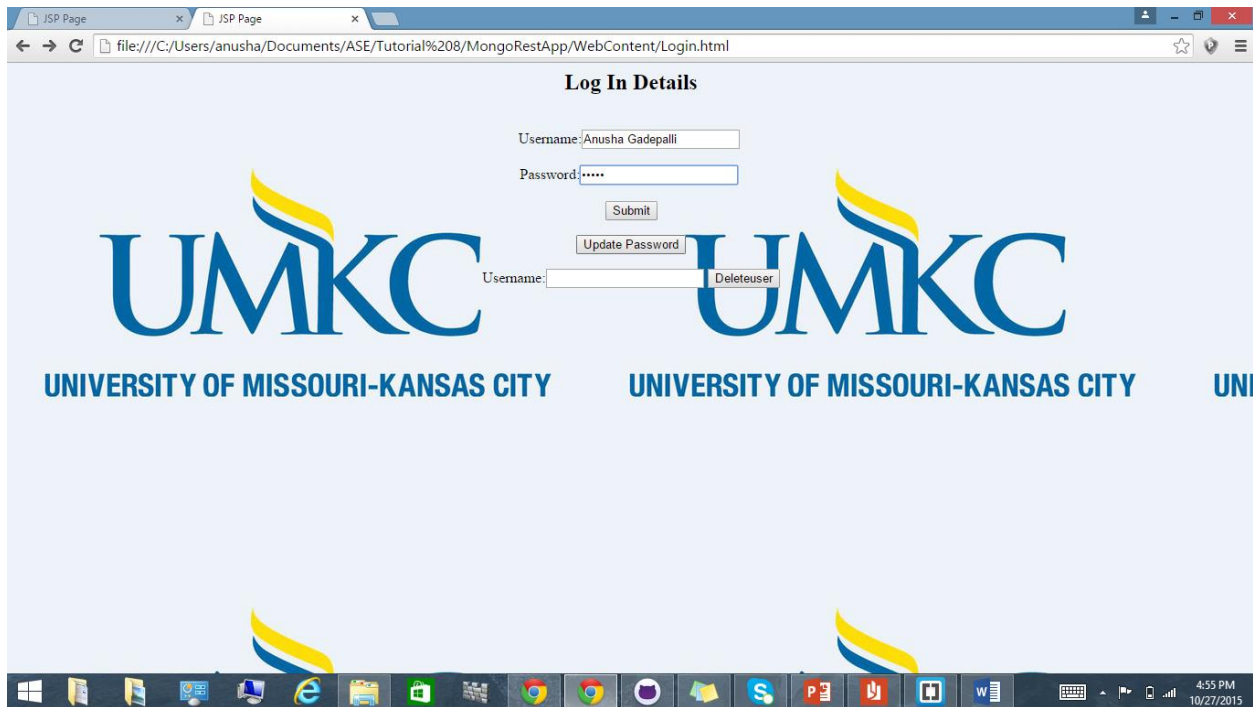 JSP Page
JSP Page
file:///C:/Users/anusha/Documents/ASE/Tutorial%208/MongoRestApp/WebContent/Login.html
Log In Details
Username:Anusha Gadepalli
Password:•••••
Submit
Update Password
Username:
Deleteuser
UMKC
UMKC
UNIVERSITY OF MISSOURI-KANSAS CITY
UNIVERSITY OF MISSOURI-KANSAS CITY
UNI
4:55 PM
10/27/2015